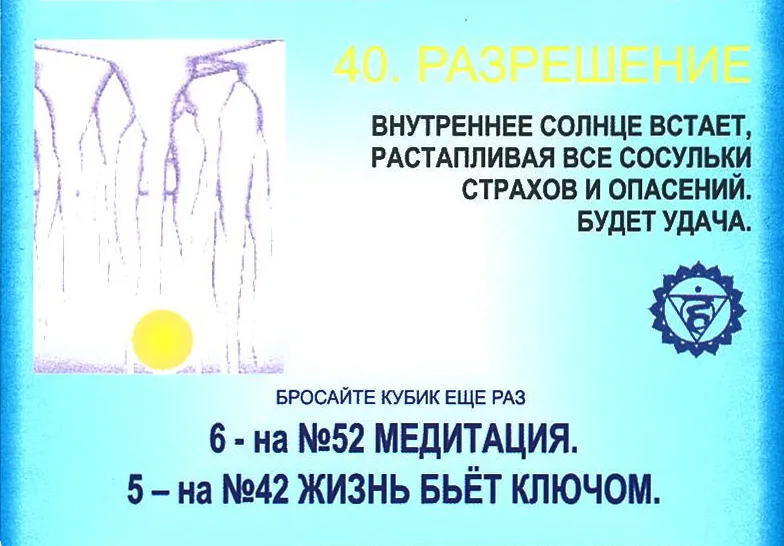 40. РАЗРЕШЕНИЕ
ВНУТРЕННЕЕ СОЛНЦЕ ВСТАЕТ,
РАСТАПЛИВАЯ ВСЕ СОСУЛЬКИ
СТРАХОВ И ОПАСЕНИЙ.
БУДЕТ УДАЧА.
БРОСАЙТЕ КУБИК ЕЩЕ РАЗ
6 - на №52 МЕДИТАЦИЯ.
5 – на №42 ЖИЗНЬ БЬЁТ КЛЮЧОМ.